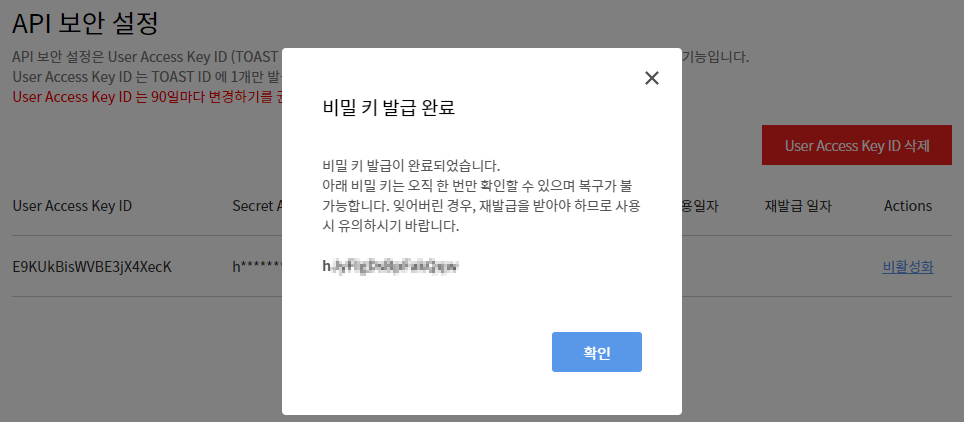 API 보안 설정
API 보안 설정은 User Access Key ID (TOAST 기능입니다.
User Access Key ID 는 TOAST ID 에 1개만 발
User Access Key ID 는 90일마다 변경하기를 권
User Access Key ID 삭제
비밀 키 발급 완료
비밀 키 발급이 완료되었습니다.
아래 비밀 키는 오직 한 번만 확인할 수 있으며 복구가 불
가능합니다. 잊어버린 경우, 재발급을 받아야 하므로 사용
시 유의하시기 바랍니다.
h
확인
User Access Key ID Secret A 용일자 재발급 일자 Actions
E9KUkBisWVBE3jX4XecK h******* 비활성화